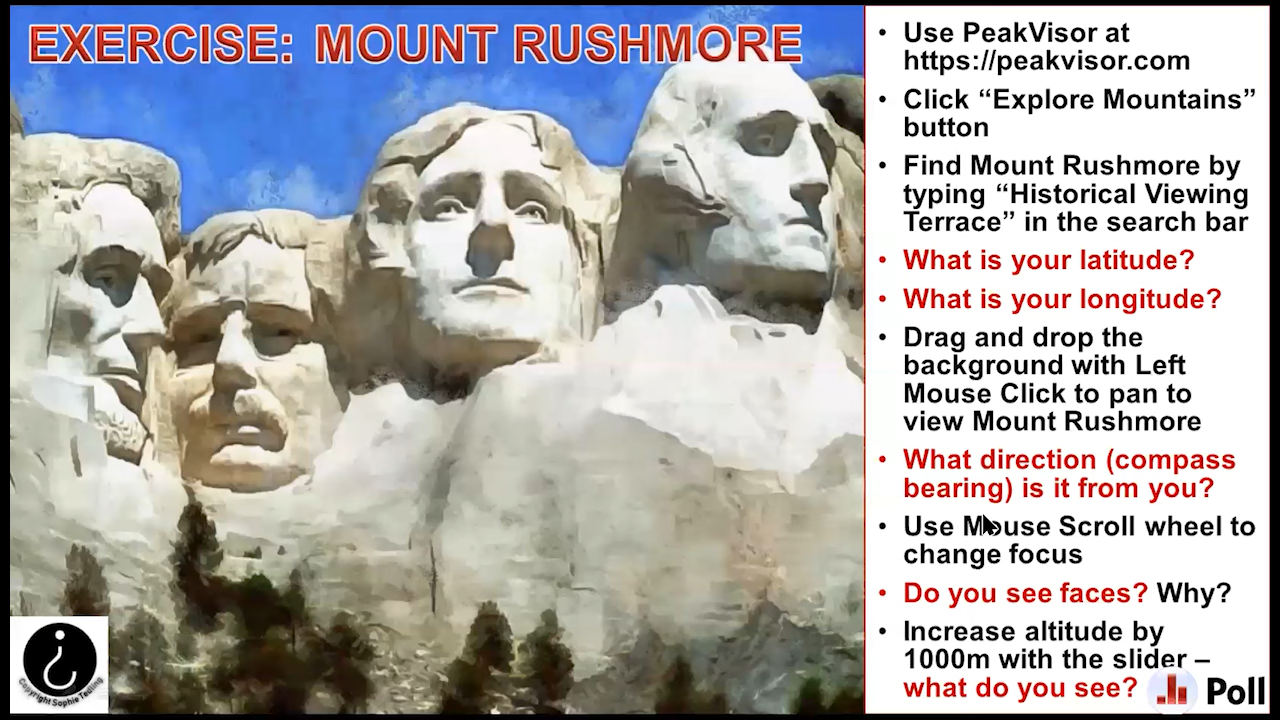 EXERCISE: MOUNT RUSHMORE
• Use PeakVisor at
https://peakvisor.com
• Click “Explore Mountains”
button
• Find Mount Rushmore by
typing “Historical Viewing
Terrace” in the search bar
• What is your latitude?
• What is your longitude?
• Drag and drop the
background with Left
Mouse Click to pan to
view Mount Rushmore
• What direction (compass
bearing) is it from you?
• Use Mouse Scroll wheel to
change focus
• Do you see faces? Why?
• Increase altitude by
1000m with the slider –
what do you see?
Poll
¿
Copyright Sophie Tedling